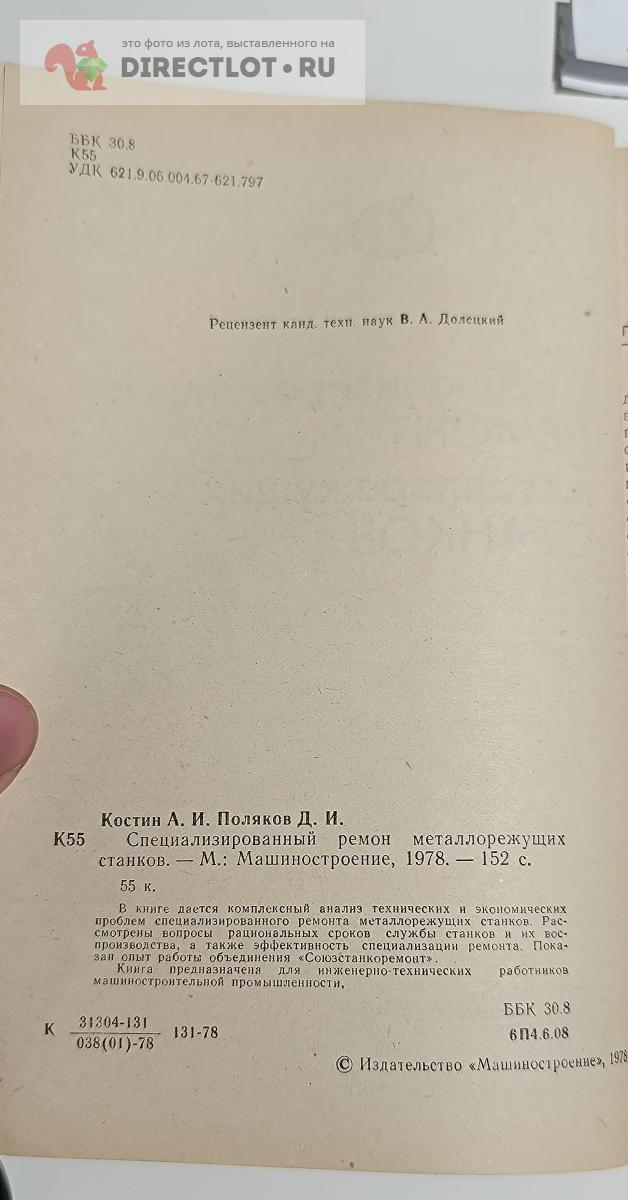 это фото из лота, выставленного на
DIRECTLOT•RU
ББК 30.8
К55
УДК 621.9.06.004.67-621.797
Рецензент канд. техн. наук В. А. Долецкий
Костин А. И. Поляков Д. И.
К55 Специализированный ремон металлорежущих
станков. — М.: Машиностроение, 1978. — 152 с.
55 к.
В книге дается комплексный анализ технических и экономических
проблем специализированного ремонта металлорежущих станков. Рас-
смотрены вопросы рациональных сроков службы станков и их вос-
производства, а также эффективность специализации ремонта. Пока-
зан опыт работы объединения «Союзстанкоремонт».
Книга предназначена для инженерно-технических работников
машиностроительной промышленности.
К 31304-131 131-78
038(01)-78
ББК 30.8
6П4.6.08
© Издательство «Машиностроение», 1978